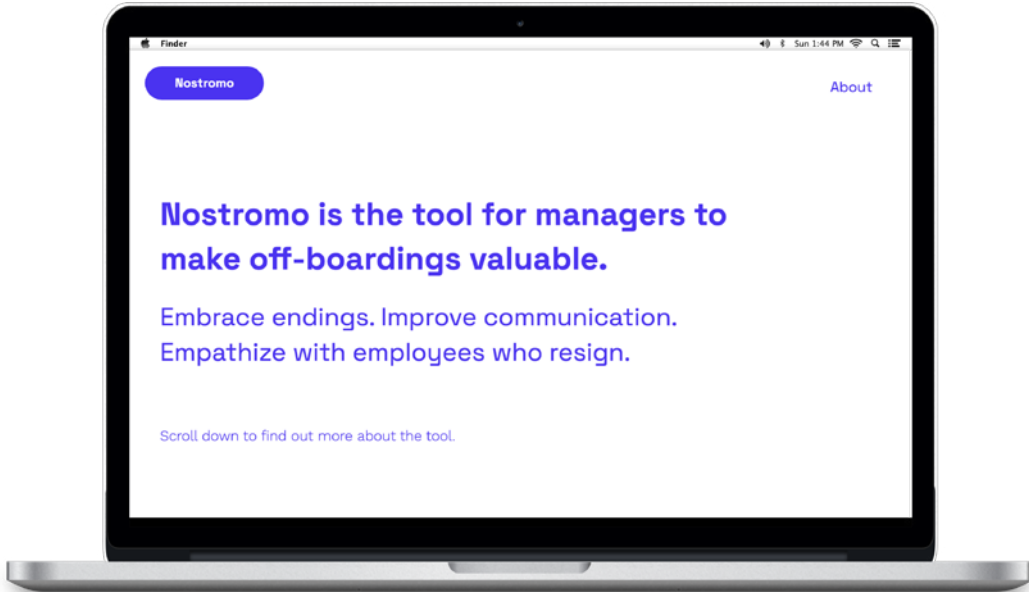 Finder
Sun 1:44 PM
Nostromo
About
Nostromo is the tool for managers to
make off-boardings valuable.
Embrace endings. Improve communication.
Empathize with employees who resign.
Scroll down to find out more about the tool.